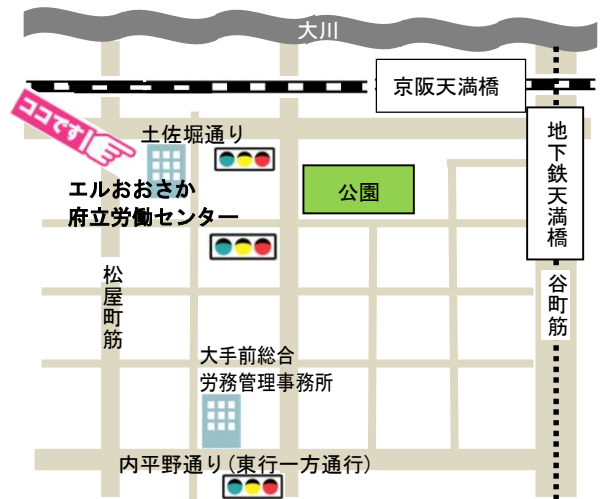 大川
京阪天満橋
ココです
土佐堀通り
地下鉄天満橋
エルおおさか
府立労働センター
公園
松屋町筋
谷町筋
大手前総合
労務管理事務所
内平野通り(東行一方通行)